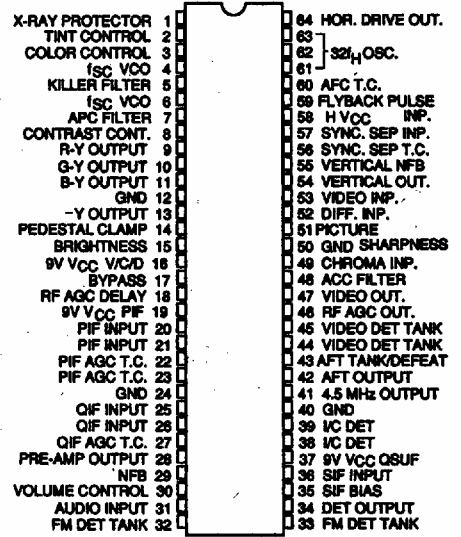 X-RAY PROTECTOR 1
TINT CONTROL 2
COLOR CONTROL 3
fSC VCO 4
KILLER FILTER 5
fSC VCO 6
APC FILTER 7
CONTRAST CONT. 8
R-Y OUTPUT 9
G-Y OUTPUT 10
B-Y OUTPUT 11
GND 12
-Y OUTPUT 13
PEDESTAL CLAMP 14
BRIGHTNESS 15
9V VCC V/C/D 16
BYPASS 17
RF AGC DELAY 18
9V VCC PIF 19
PIF INPUT 20
PIF INPUT 21
PIF AGC T.C. 22
PIF AGC T.C. 23
GND 24
QIF INPUT 25
QIF INPUT 26
QIF AGC T.C. 27
PRE-AMP OUTPUT 28
NFB 29
VOLUME CONTROL 30
AUDIO INPUT 31
FM DET TANK 32
64 HOR. DRIVE OUT.
63
62 32fH OSC.
61
60 AFC T.C.
59 FLYBACK PULSE
58 H VCC INP.
57 SYNC. SEP INP.
56 SYNC. SEP T.C.
55 VERTICAL NFB
54 VERTICAL OUT.
53 VIDEO INP.
52 DIFF. INP.
51 PICTURE
50 GND SHARPNESS
49 CHROMA INP.
48 ACC FILTER
47 VIDEO OUT.
46 RF AGC OUT.
45 VIDEO DET TANK
44 VIDEO DET TANK
43 AFT TANK/DEFEAT
42 AFT OUTPUT
41 4.5 MHz OUTPUT
40 GND
39 I/C DET
38 I/C DET
37 9V VCC QSUF
36 SIF INPUT
35 SIF BIAS
34 DET OUTPUT
33 FM DET TANK